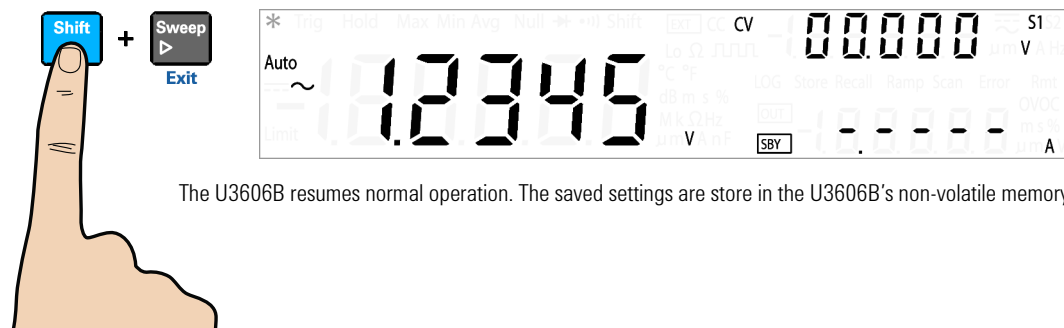 Shift + Sweep
Exit
* Trig Hold Max Min Avg Null Shift EXT CC CV 00.000 S1 S2
Lo Ω V
Auto 1.2345 °C °F
LOG Store Recall Ramp Scan Error Rmt
dB m s % OUT OVOC
Limit M k Ω Hz m s %
µ m V A n F SBY -.---- A
The U3606B resumes normal operation. The saved settings are store in the U3606B's non-volatile memory